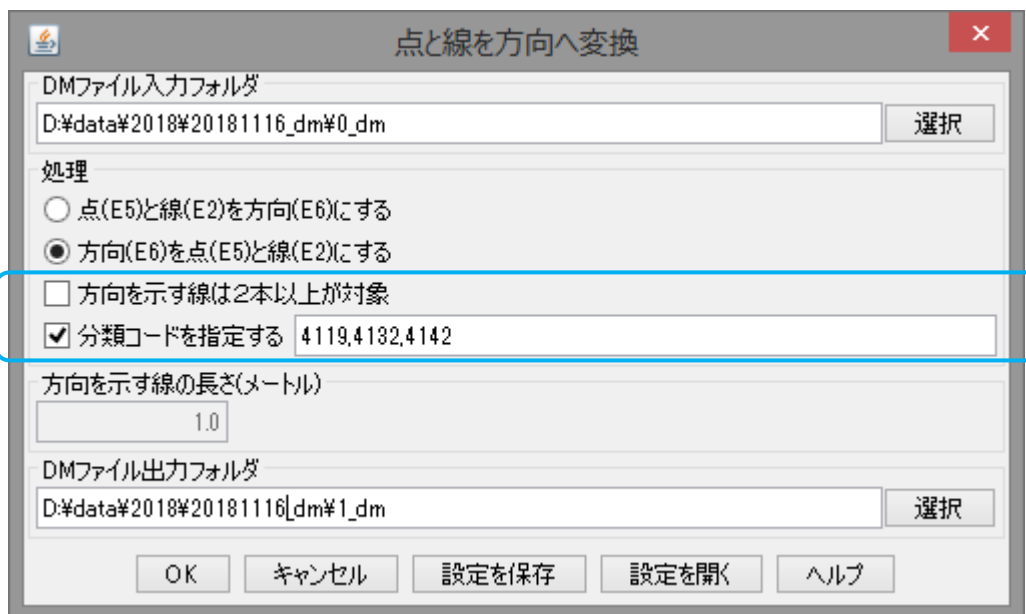 点と線を方向へ変換
DMファイル入力フォルダ
D:¥data¥2018¥20181116_dm¥0_dm 選択
処理
点(E5)と線(E2)を方向(E6)にする
方向(E6)を点(E5)と線(E2)にする
方向を示す線は２本以上が対象
分類コードを指定する 4119,4132,4142
方向を示す線の長さ(メートル)
1.0
DMファイル出力フォルダ
D:¥data¥2018¥20181116_dm¥1_dm 選択
OK キャンセル 設定を保存 設定を開く ヘルプ